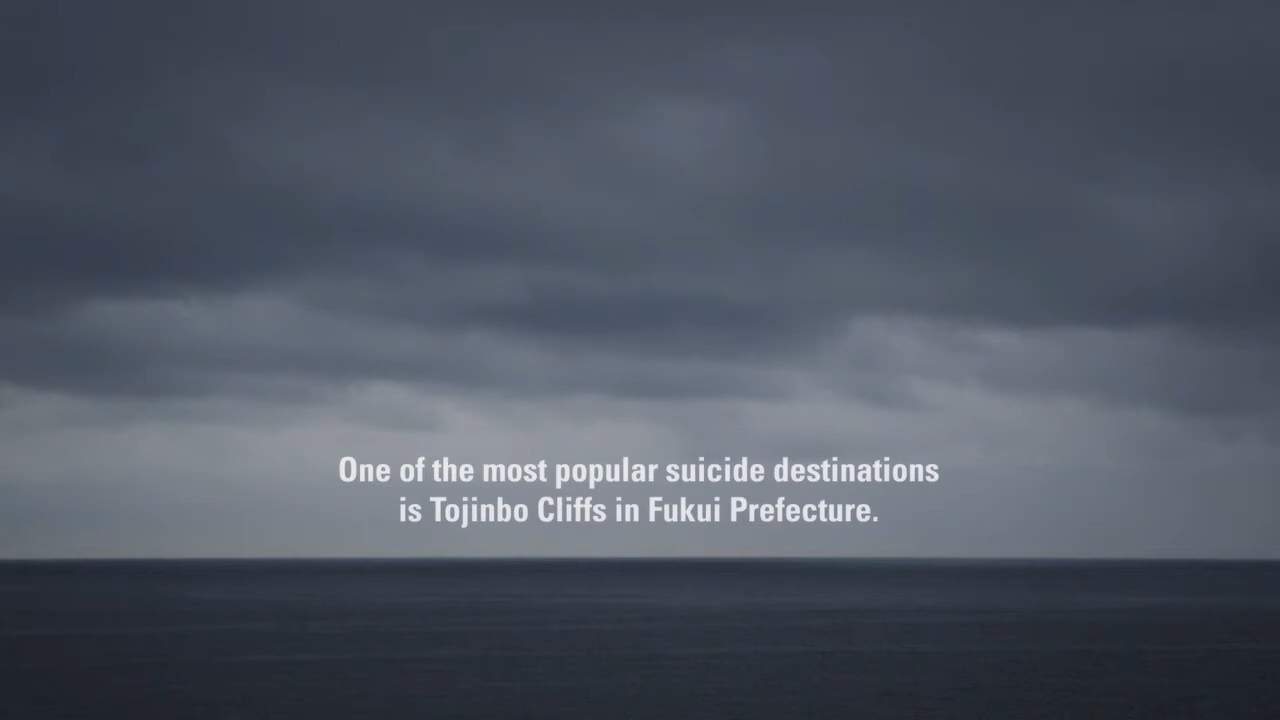 One of the most popular suicide destinations
is Tojinbo Cliffs in Fukui Prefecture.